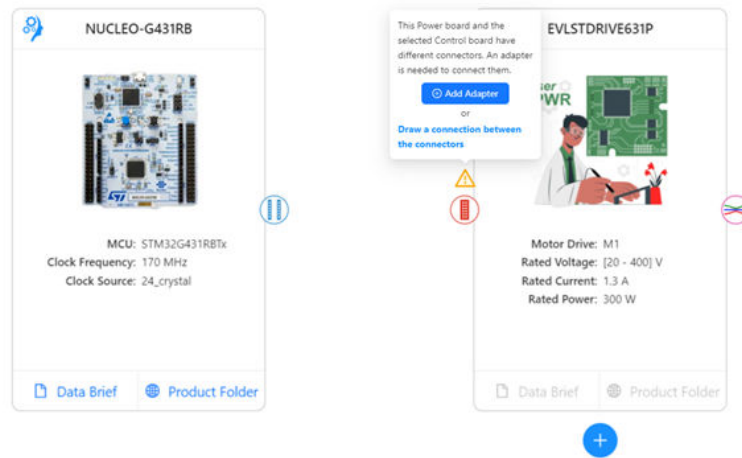 NUCLEO-G431RB
MCU: STM32G431RBTx
Clock Frequency: 170 MHz
Clock Source: 24_crystal
Data Brief
Product Folder
This Power board and the
selected Control board have
different connectors. An adapter
is needed to connect them.
Add Adapter
or
Draw a connection between
the connectors
EVLSTDRIVE631P
ser
PWR
Motor Drive: M1
Rated Voltage: [20 - 400] V
Rated Current: 1.3 A
Rated Power: 300 W
Data Brief
Product Folder